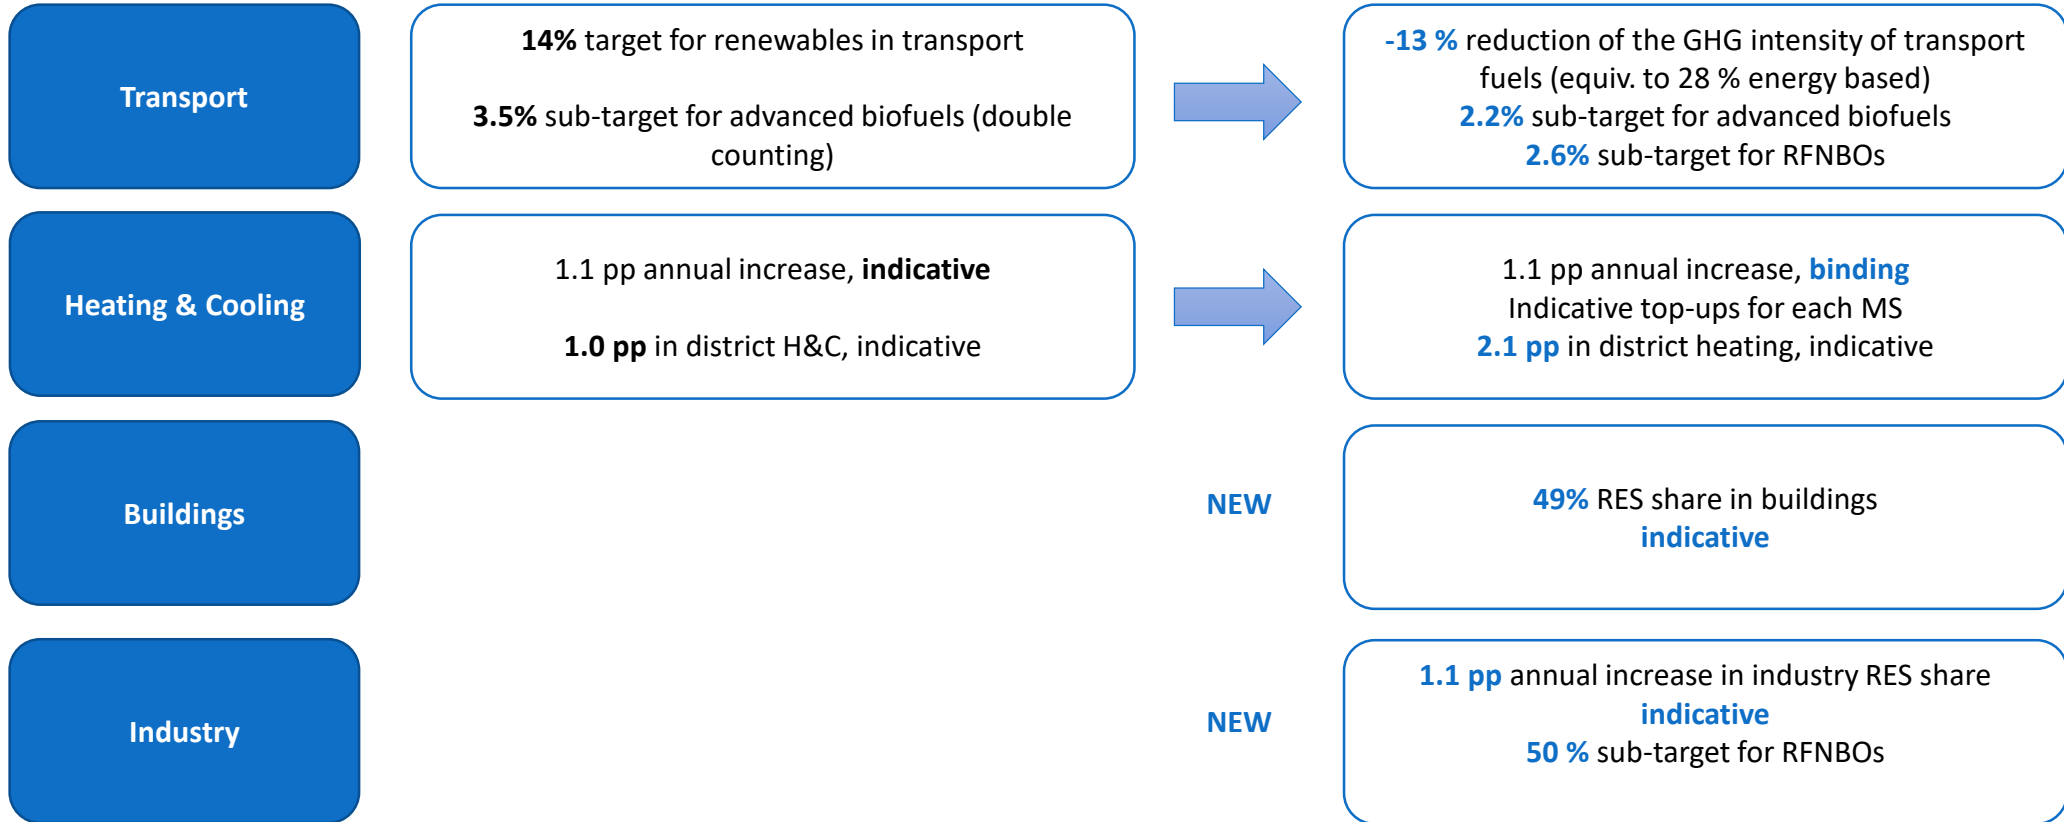 Transport
14% target for renewables in transport
3.5% sub-target for advanced biofuels (double
counting)
-13 % reduction of the GHG intensity of transport
fuels (equiv. to 28 % energy based)
2.2% sub-target for advanced biofuels
2.6% sub-target for RFNBOs
Heating & Cooling
1.1 pp annual increase, indicative
1.0 pp in district H&C, indicative
1.1 pp annual increase, binding
Indicative top-ups for each MS
2.1 pp in district heating, indicative
Buildings
NEW
49% RES share in buildings
indicative
Industry
NEW
1.1 pp annual increase in industry RES share
indicative
50 % sub-target for RFNBOs